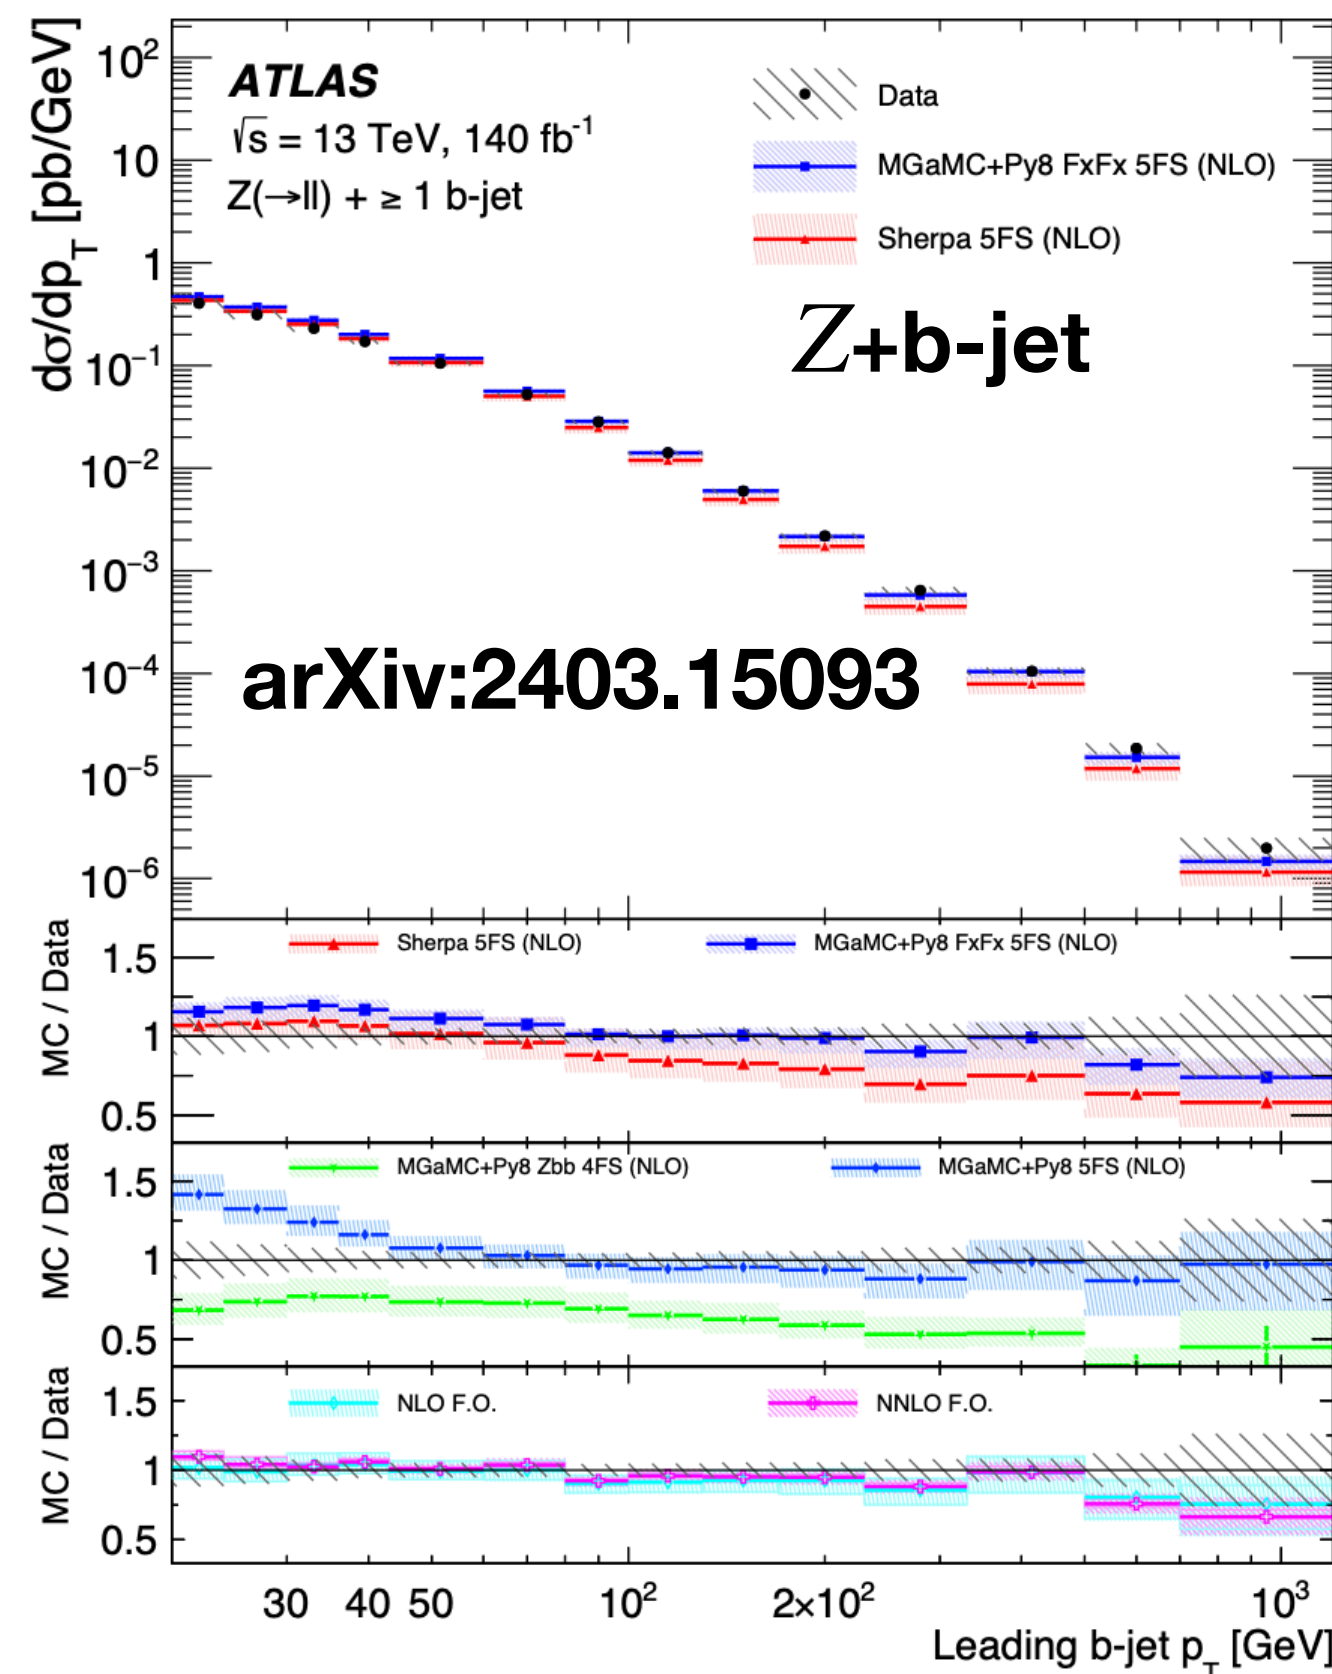 dσ/dp_T [pb/GeV]
10²
10
1
10⁻¹
10⁻²
10⁻³
10⁻⁴
10⁻⁵
10⁻⁶
ATLAS
√s = 13 TeV, 140 fb⁻¹
Z(→ll) + ≥ 1 b-jet
Data
MGaMC+Py8 FxFx 5FS (NLO)
Sherpa 5FS (NLO)
Z+b-jet
arXiv:2403.15093
MC / Data
1.5
1
0.5
Sherpa 5FS (NLO)
MGaMC+Py8 FxFx 5FS (NLO)
MC / Data
1.5
1
0.5
MGaMC+Py8 Zbb 4FS (NLO)
MGaMC+Py8 5FS (NLO)
MC / Data
1.5
1
0.5
NLO F.O.
NNLO F.O.
30 40 50 10² 2×10² 10³
Leading b-jet p_T [GeV]